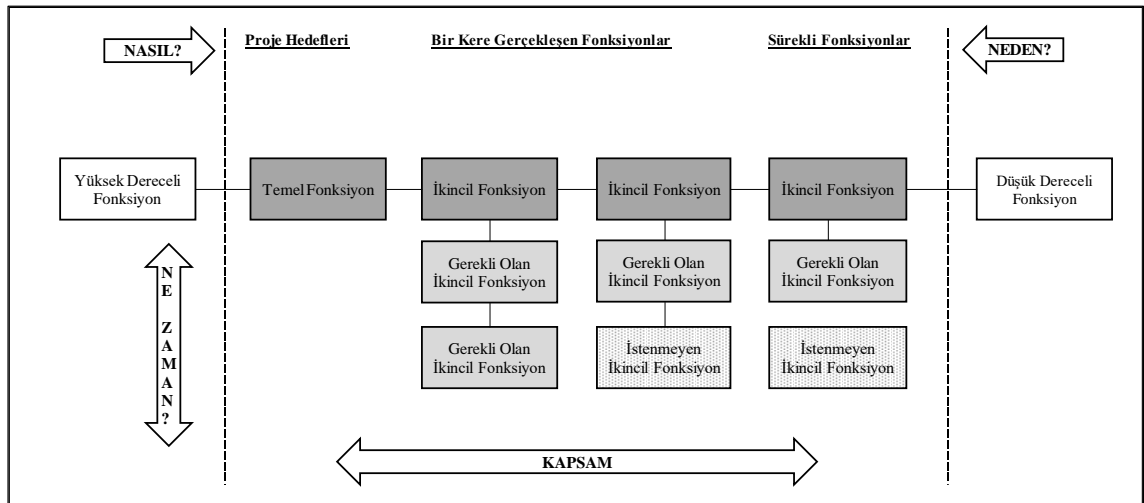 NASIL?
Proje Hedefleri
Bir Kere Gerçekleşen Fonksiyonlar
Sürekli Fonksiyonlar
NEDEN?
Yüksek Dereceli
Fonksiyon
Temel Fonksiyon
İkincil Fonksiyon
İkincil Fonksiyon
İkincil Fonksiyon
Düşük Dereceli
Fonksiyon
Gerekli Olan
İkincil Fonksiyon
Gerekli Olan
İkincil Fonksiyon
Gerekli Olan
İkincil Fonksiyon
NE ZAMAN?
Gerekli Olan
İkincil Fonksiyon
İstenmeyen
İkincil Fonksiyon
İstenmeyen
İkincil Fonksiyon
KAPSAM